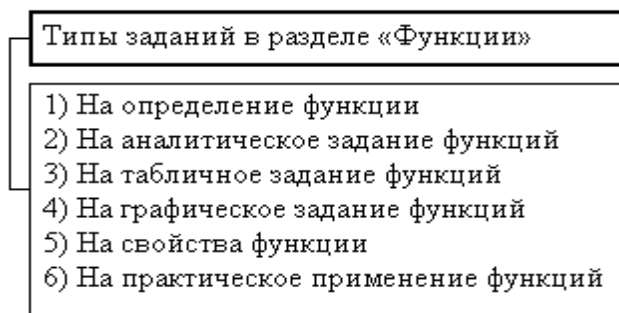 Типы заданий в разделе «Функции»
1) На определение функции
2) На аналитическое задание функций
3) На табличное задание функций
4) На графическое задание функций
5) На свойства функции
6) На практическое применение функций